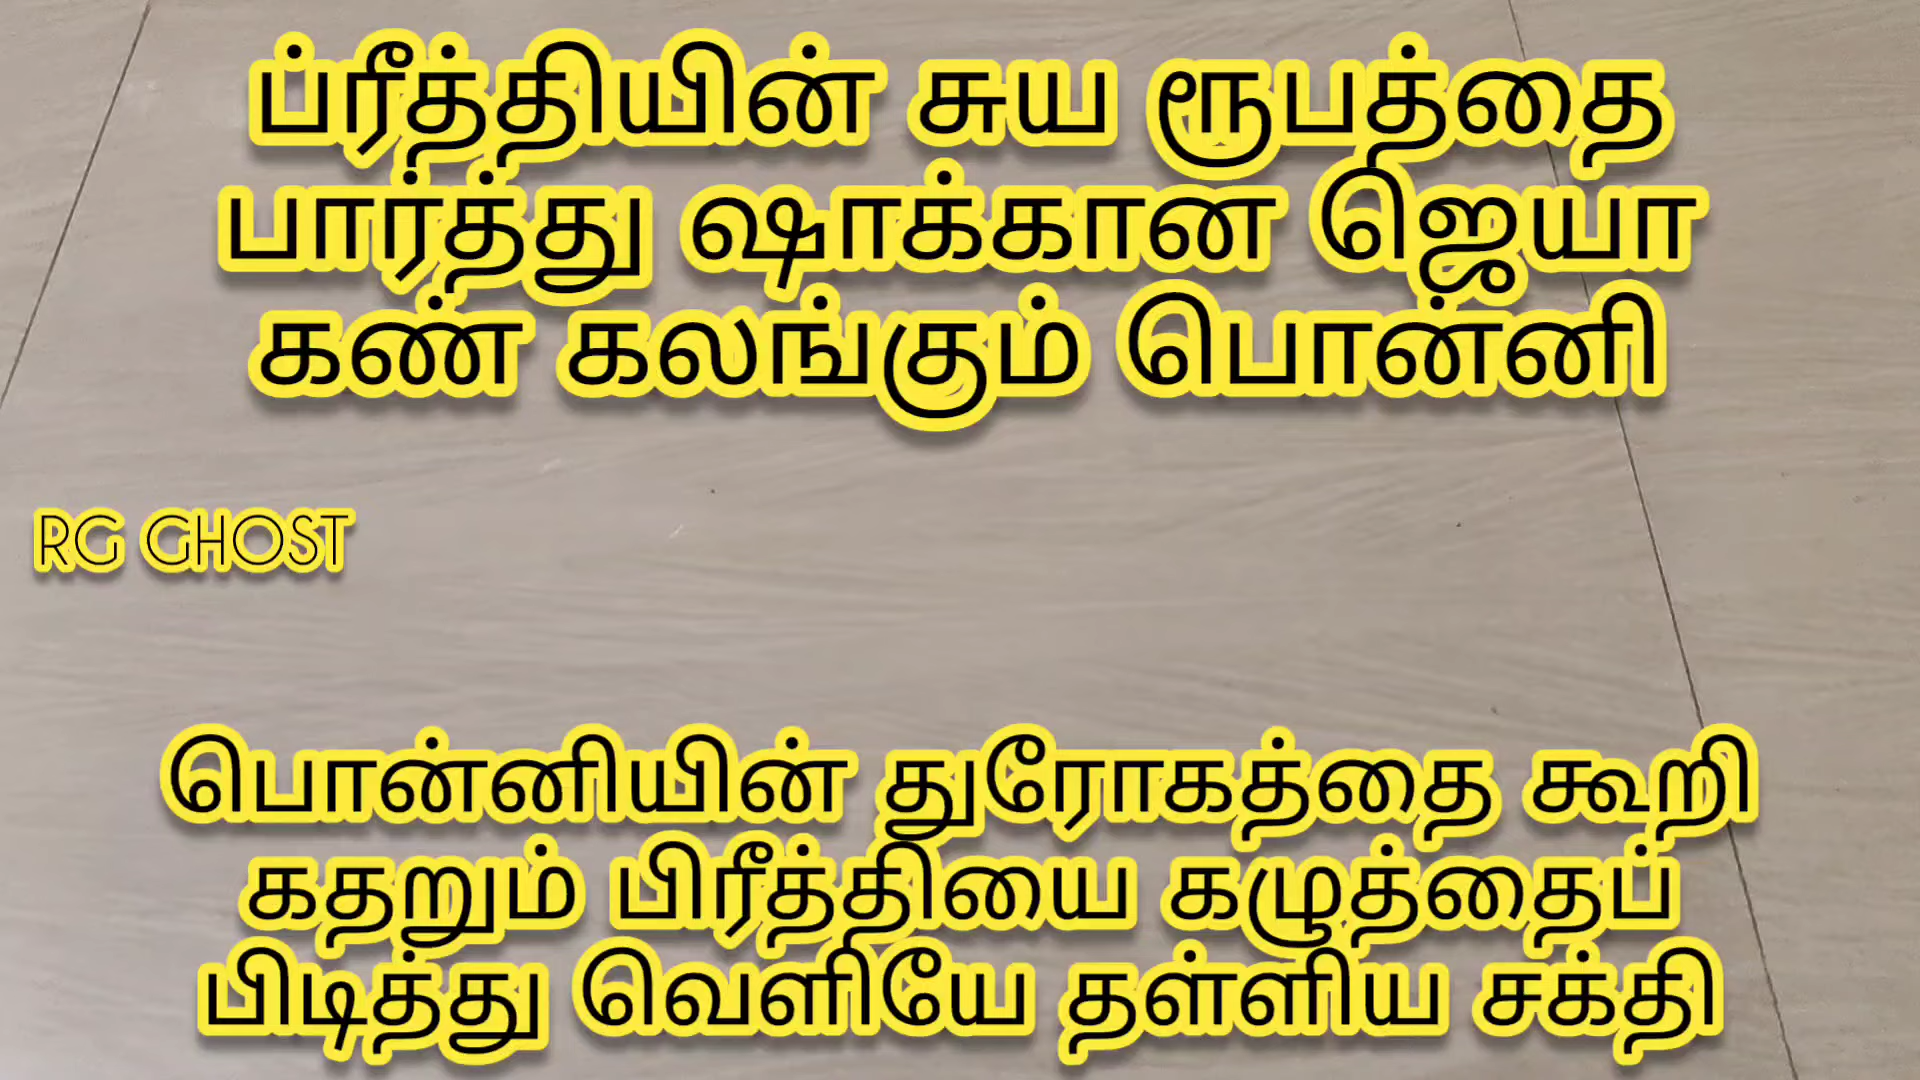 ப்ரீத்தியின் சுய ரூபத்தை
பார்த்து ஷாக்கான ஜெயா
கண் கலங்கும் பொன்னி
RG GHOST
பொன்னியின் துரோகத்தை கூறி
கதறும் பிரீத்தியை கழுத்தைப்
பிடித்து வெளியே தள்ளிய சக்தி